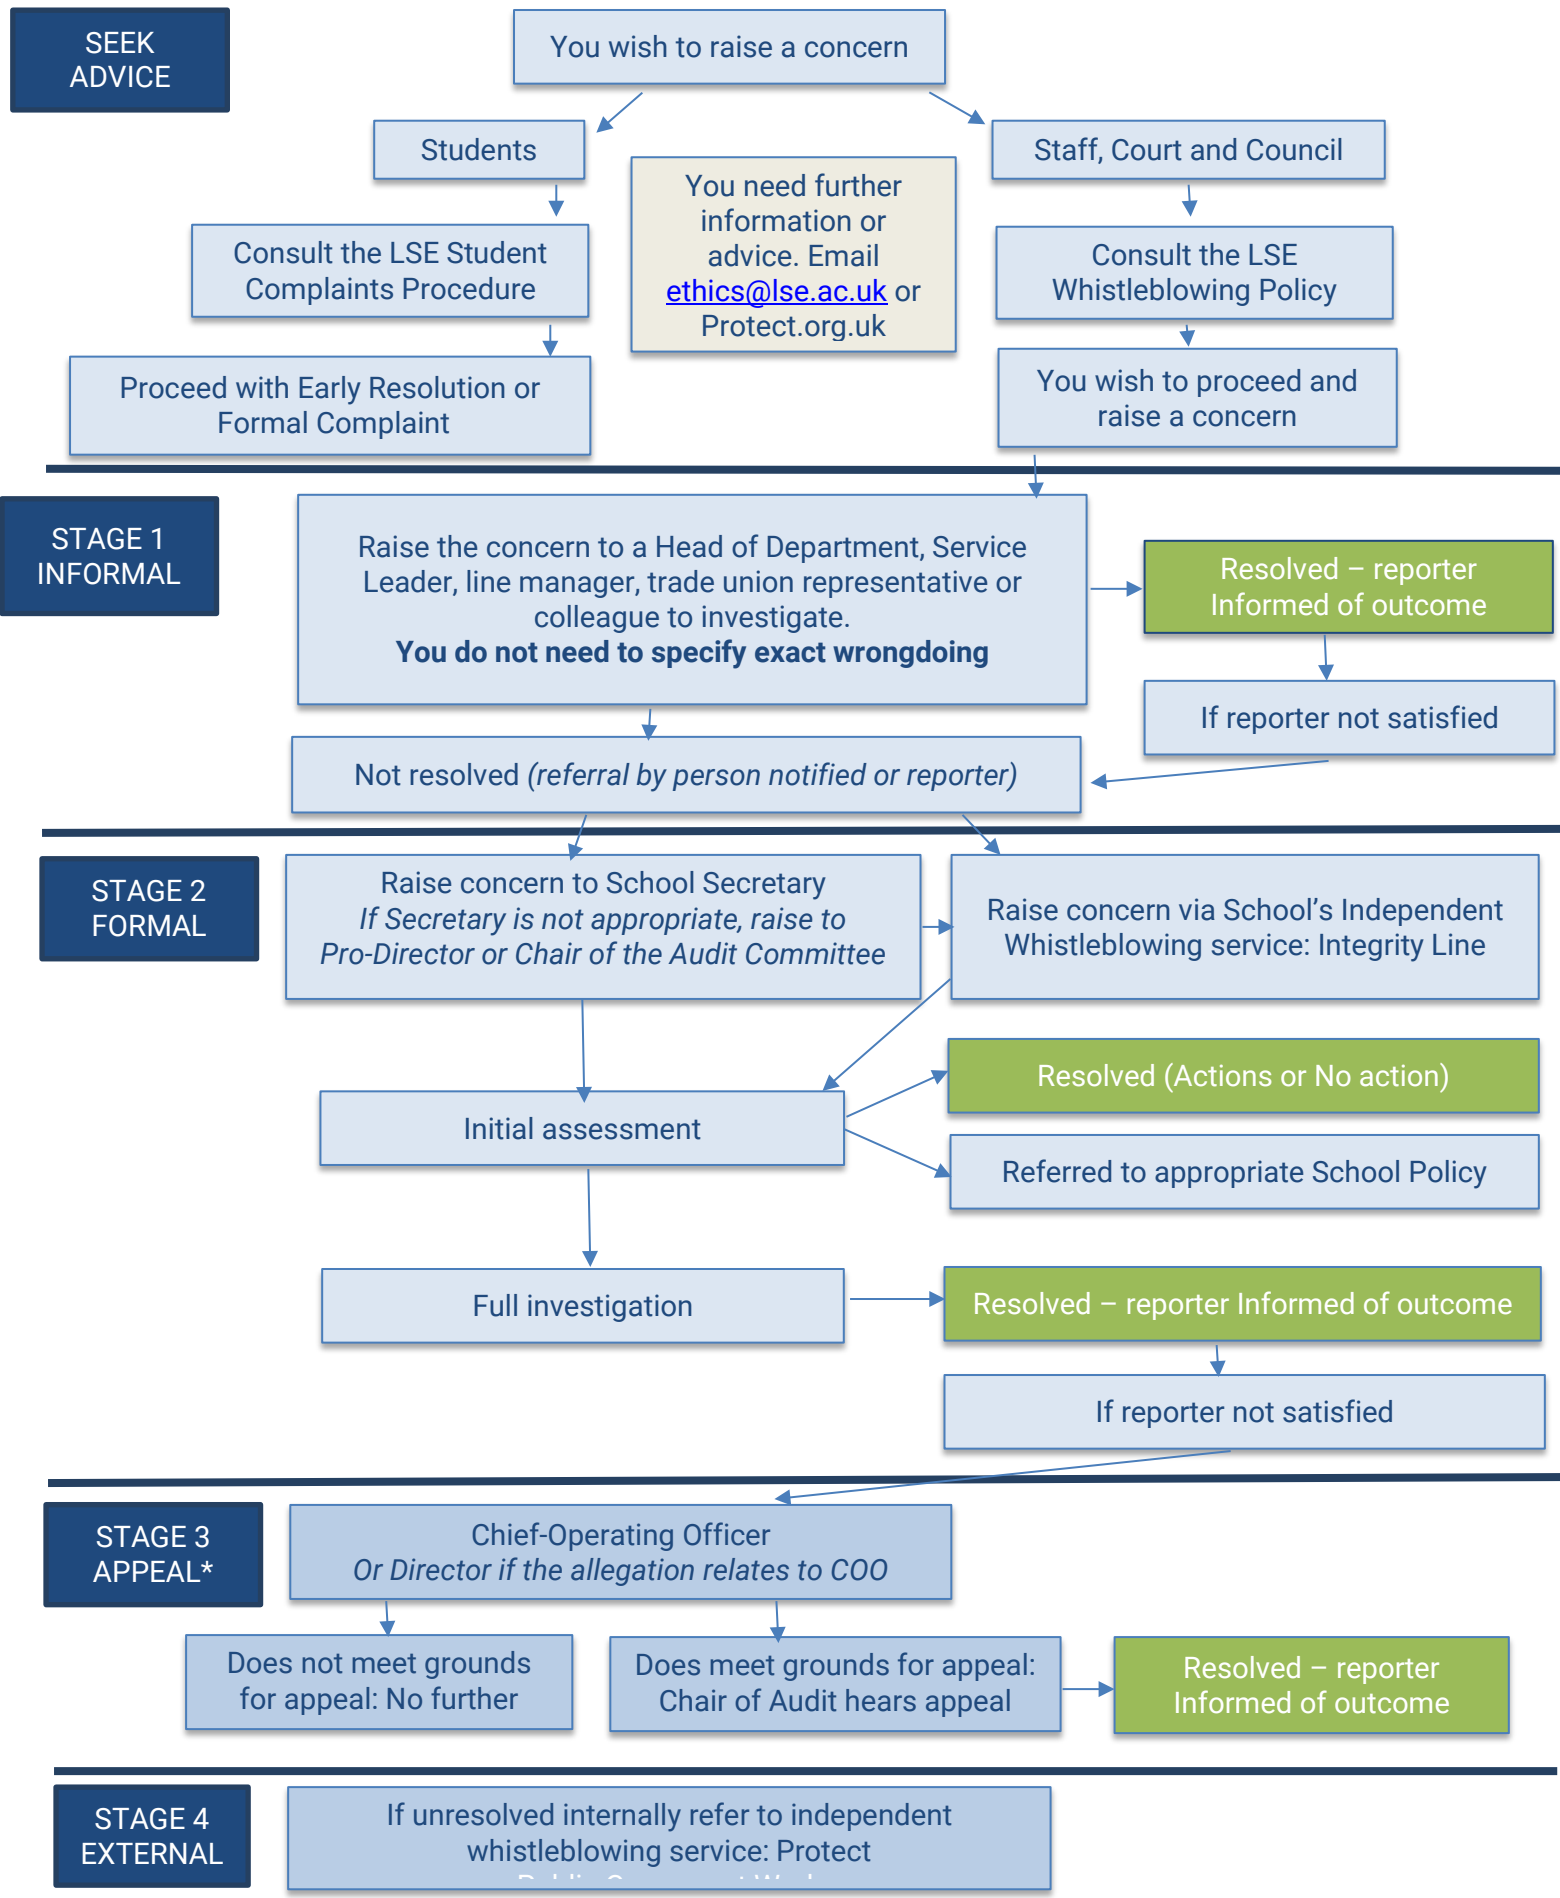 SEEK
ADVICE
You wish to raise a concern
Students
Staff, Court and Council
You need further
information or
advice. Email
ethics@lse.ac.uk or
Protect.org.uk
Consult the LSE Student
Complaints Procedure
Consult the LSE
Whistleblowing Policy
Proceed with Early Resolution or
Formal Complaint
You wish to proceed and
raise a concern
STAGE 1
INFORMAL
Raise the concern to a Head of Department, Service
Leader, line manager, trade union representative or
colleague to investigate.
You do not need to specify exact wrongdoing
Resolved – reporter
Informed of outcome
If reporter not satisfied
Not resolved (referral by person notified or reporter)
STAGE 2
FORMAL
Raise concern to School Secretary
If Secretary is not appropriate, raise to
Pro-Director or Chair of the Audit Committee
Raise concern via School’s Independent
Whistleblowing service: Integrity Line
Resolved (Actions or No action)
Initial assessment
Referred to appropriate School Policy
Full investigation
Resolved – reporter Informed of outcome
If reporter not satisfied
STAGE 3
APPEAL*
Chief-Operating Officer
Or Director if the allegation relates to COO
Does not meet grounds
for appeal: No further
Does meet grounds for appeal:
Chair of Audit hears appeal
Resolved – reporter
Informed of outcome
STAGE 4
EXTERNAL
If unresolved internally refer to independent
whistleblowing service: Protect